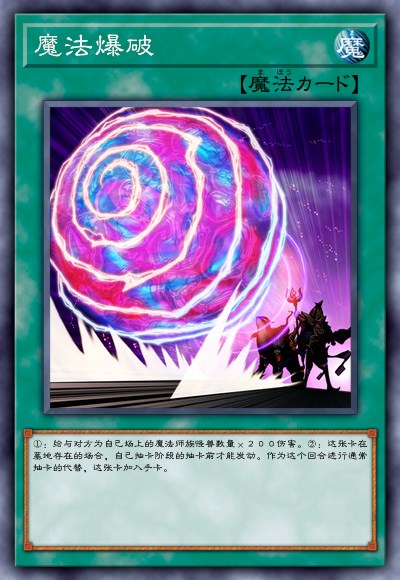 魔法爆破
魔
【魔法カード】
ま ほう
①：给与对方为自己场上的魔法师族怪兽数量×２００伤害。②：这张卡在
墓地存在的场合，自己抽卡阶段的抽卡前才能发动。作为这个回合进行通常
抽卡的代替，这张卡加入手卡。